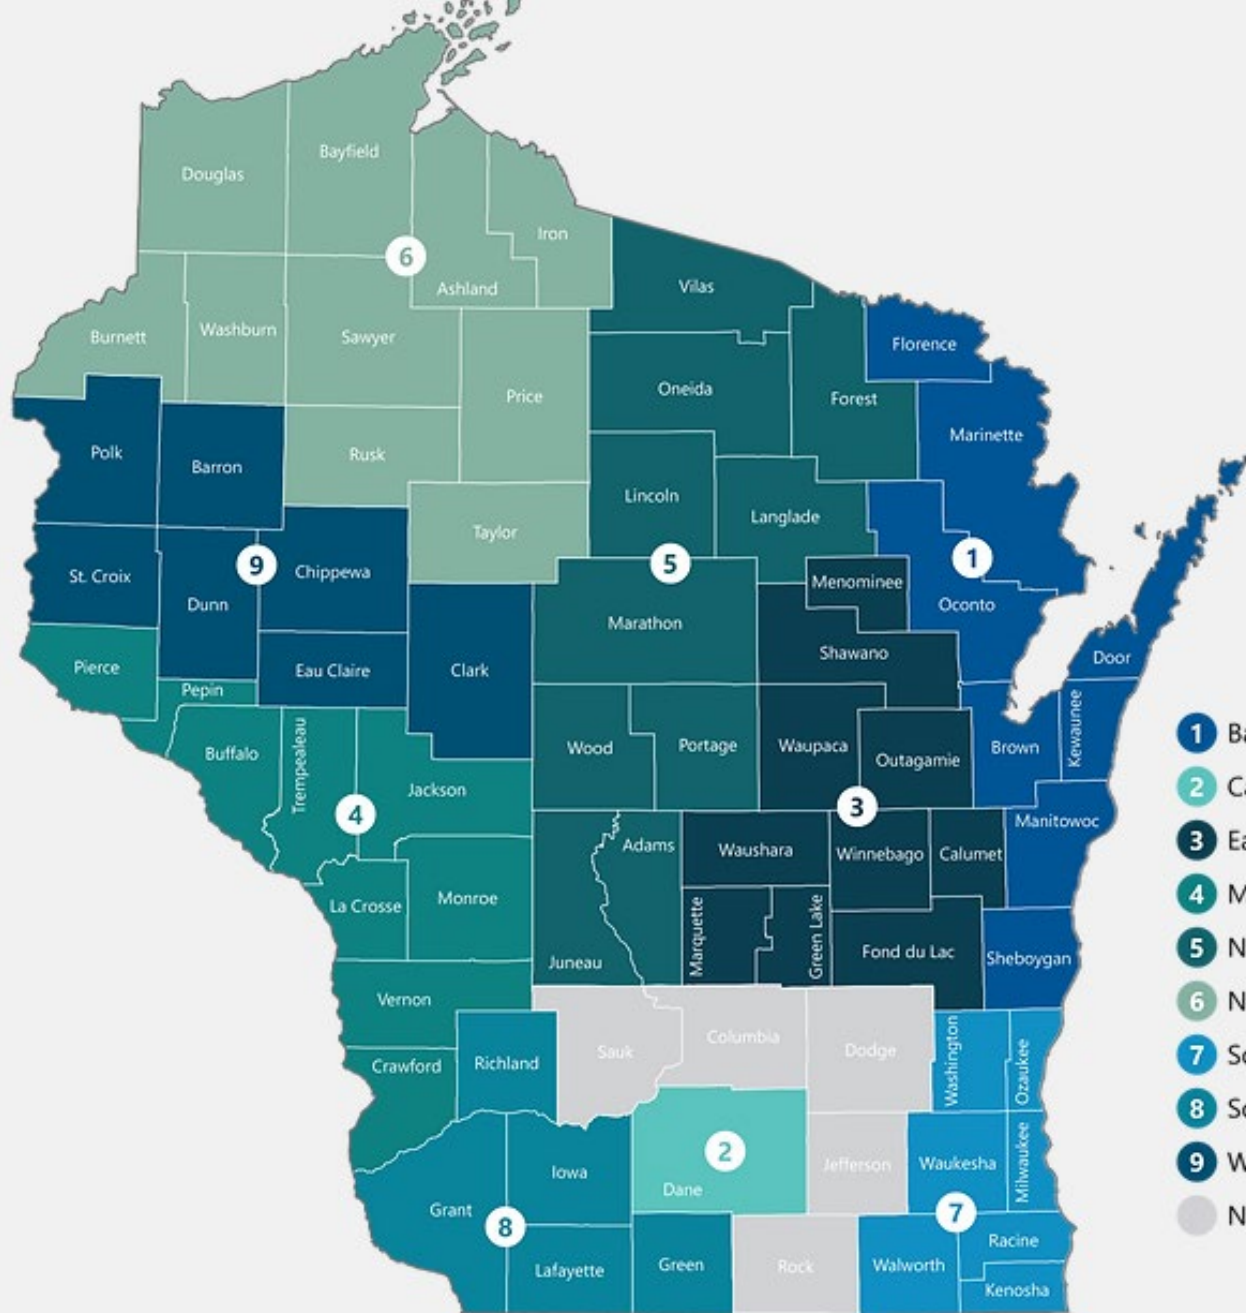 Douglas
Bayfield
Iron
6
Ashland
Vilas
Burnett
Washburn
Sawyer
Florence
Price
Oneida
Forest
Marinette
Polk
Barron
Rusk
Lincoln
Langlade
Taylor
St. Croix
9
Chippewa
5
1
Menominee
Dunn
Marathon
Oconto
Pierce
Eau Claire
Clark
Shawano
Door
Pepin
Buffalo
Trempealeau
Wood
Portage
Waupaca
Outagamie
Brown
Kewaunee
Jackson
4
3
Manitowoc
Adams
Waushara
Winnebago
Calumet
La Crosse
Monroe
Juneau
Marquette
Green Lake
Fond du Lac
Sheboygan
Vernon
Crawford
Richland
Sauk
Columbia
Dodge
Washington
Ozaukee
Iowa
2
Dane
Jefferson
Waukesha
Milwaukee
Grant
8
7
Lafayette
Green
Rock
Walworth
Racine
Kenosha
1 Ba
2 Ca
3 Ea
4 M
5 N
6 N
7 So
8 So
9 W
N